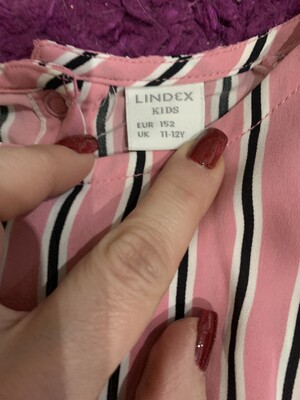 LINDEX
KIDS
EUR 152
UK 11-12Y